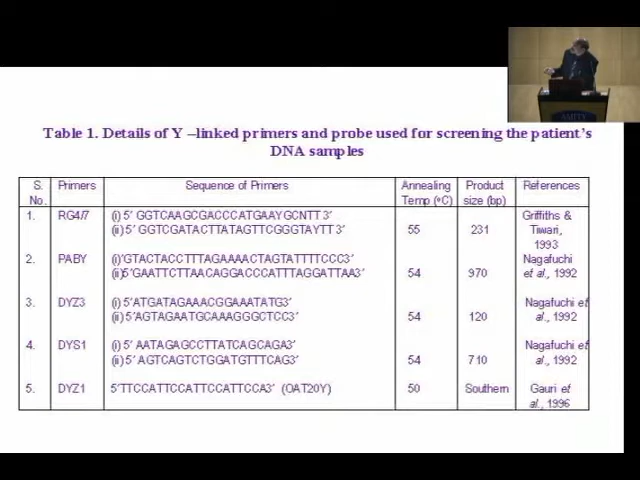 Table 1. Details of Y –linked primers and probe used for screening the patient's
DNA samples
S. No. Primers Sequence of Primers Annealing Temp (°C) Product size (bp) References
1. RG4/7 (i) 5' GGTCAAGCGACCCATGAAYGCNTT 3' (ii) 5' GGTCGATACTTATAGTTCGGGTAYTT 3' 55 231 Griffiths & Tiwari, 1993
2. PABY (i)'GTACTACCTTTAGAAAACTAGTATTTTCCC3' (ii)5'GAATTCTTAACAGGACCCATTTAGGATTAA3' 54 970 Nagafuchi et al., 1992
3. DYZ3 (i) 5'ATGATAGAAACGGAAATATG3' (ii) 5'AGTAGAATGCAAAGGGCTCC3' 54 120 Nagafuchi et al., 1992
4. DYS1 (i) 5' AATAGAGCCTTATCAGCAGA3' (ii) 5' AGTCAGTCTGGATGTTTCAG3' 54 710 Nagafuchi et al., 1992
5. DYZ1 5'TTCCATTCCATTCCATTCCA3' (OAT20Y) 50 Southern Gauri et al., 1996
AMITY